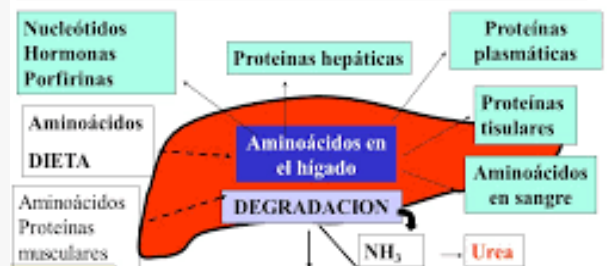 Nucleótidos
Hormonas
Porfirinas
Proteinas hepáticas
Proteínas
plasmáticas
Aminoácidos
DIETA
Aminoácidos en
el hígado
Proteínas
tisulares
Aminoácidos
en sangre
Aminoácidos
Proteinas
musculares
DEGRADACION
NH₃
Urea